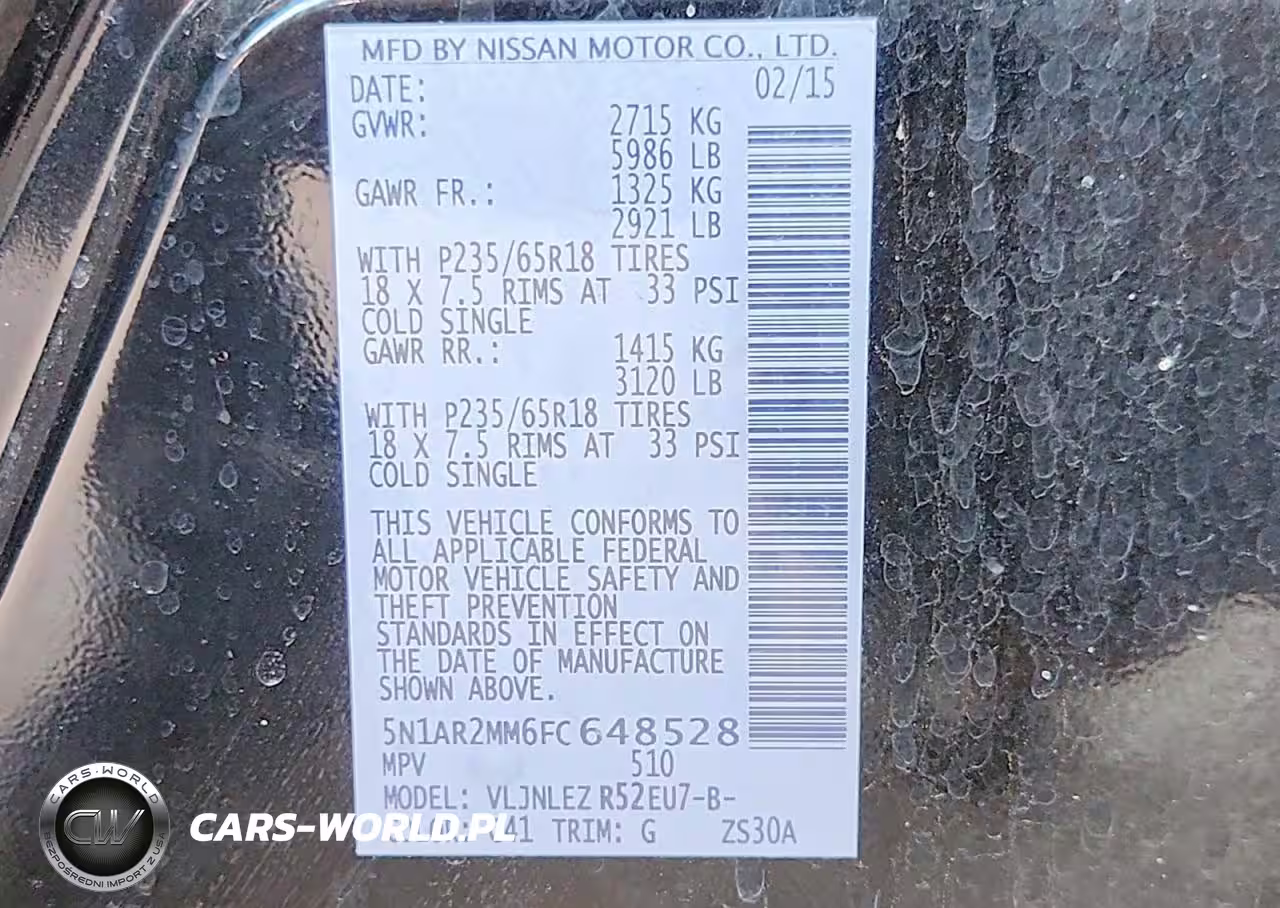 MFD BY NISSAN MOTOR CO., LTD.
DATE: 02/15
GVWR: 2715 KG
5986 LB
GAWR FR.: 1325 KG
2921 LB
WITH P235/65R18 TIRES
18 X 7.5 RIMS AT 33 PSI
COLD SINGLE
GAWR RR.: 1415 KG
3120 LB
WITH P235/65R18 TIRES
18 X 7.5 RIMS AT 33 PSI
COLD SINGLE
THIS VEHICLE CONFORMS TO
ALL APPLICABLE FEDERAL
MOTOR VEHICLE SAFETY AND
THEFT PREVENTION
STANDARDS IN EFFECT ON
THE DATE OF MANUFACTURE
SHOWN ABOVE.
5N1AR2MM6FC648528
MPV 510
MODEL: VLJNLEZ R52EU7-B-
TRIM: G ZS30A
CARS-WORLD
CW
BEZPOŚREDNI IMPORT Z USA
CARS-WORLD.PL